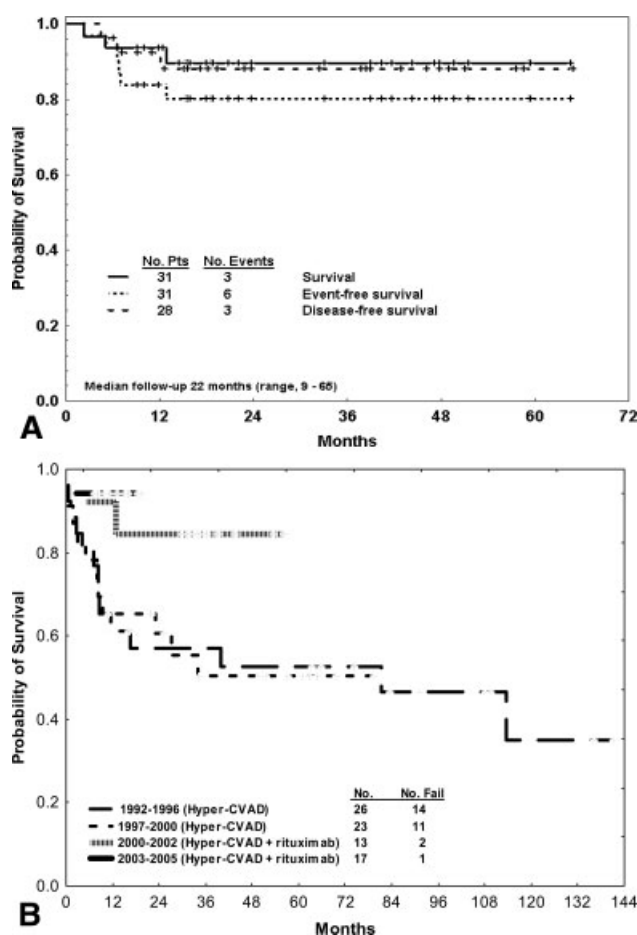 1.0
0.8
0.6
0.4
0.2
0.0
Probability of Survival
No. Pts No. Events
31 3 Survival
31 6 Event-free survival
28 3 Disease-free survival
Median follow-up 22 months (range, 9 - 65)
0 12 24 36 48 60 72
Months
A
1.0
0.8
0.6
0.4
0.2
0.0
Probability of Survival
No. No. Fail
1992-1996 (Hyper-CVAD) 26 14
1997-2000 (Hyper-CVAD) 23 11
2000-2002 (Hyper-CVAD + rituximab) 13 2
2003-2005 (Hyper-CVAD + rituximab) 17 1
0 12 24 36 48 60 72 84 96 108 120 132 144
Months
B